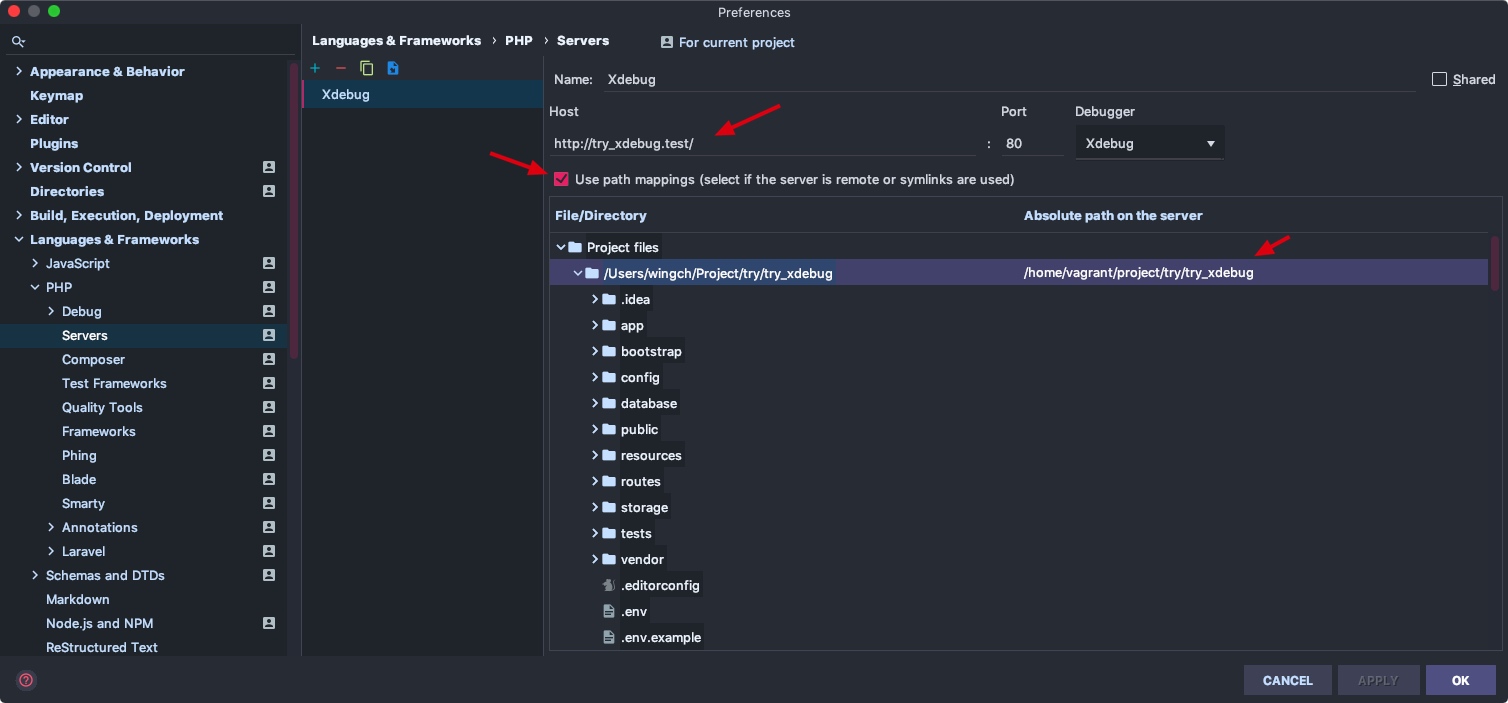 Preferences
Languages & Frameworks › PHP › Servers For current project
Appearance & Behavior
Keymap
Editor
Plugins
Version Control
Directories
Build, Execution, Deployment
Languages & Frameworks
JavaScript
PHP
Debug
Servers
Composer
Test Frameworks
Quality Tools
Frameworks
Phing
Blade
Smarty
Annotations
Laravel
Schemas and DTDs
Markdown
Node.js and NPM
ReStructured Text
Xdebug
Name: Xdebug Shared
Host Port Debugger
http://try_xdebug.test/ : 80 Xdebug
Use path mappings (select if the server is remote or symlinks are used)
File/Directory Absolute path on the server
Project files
/Users/wingch/Project/try/try_xdebug /home/vagrant/project/try/try_xdebug
.idea
app
bootstrap
config
database
public
resources
routes
storage
tests
vendor
.editorconfig
.env
.env.example
? CANCEL APPLY OK